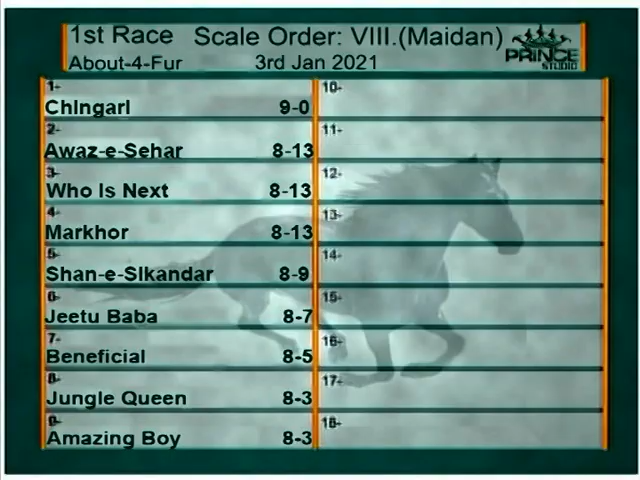 1st Race Scale Order: VIII.(Maidan)
About-4-Fur 3rd Jan 2021
PRINCE
STUDIO
1-
Chingari 9-0
2-
Awaz-e-Sehar 8-13
3-
Who Is Next 8-13
4-
Markhor 8-13
5-
Shan-e-Sikandar 8-9
6-
Jeetu Baba 8-7
7-
Beneficial 8-5
8-
Jungle Queen 8-3
9-
Amazing Boy 8-3
10-
11-
12-
13-
14-
15-
16-
17-
18-